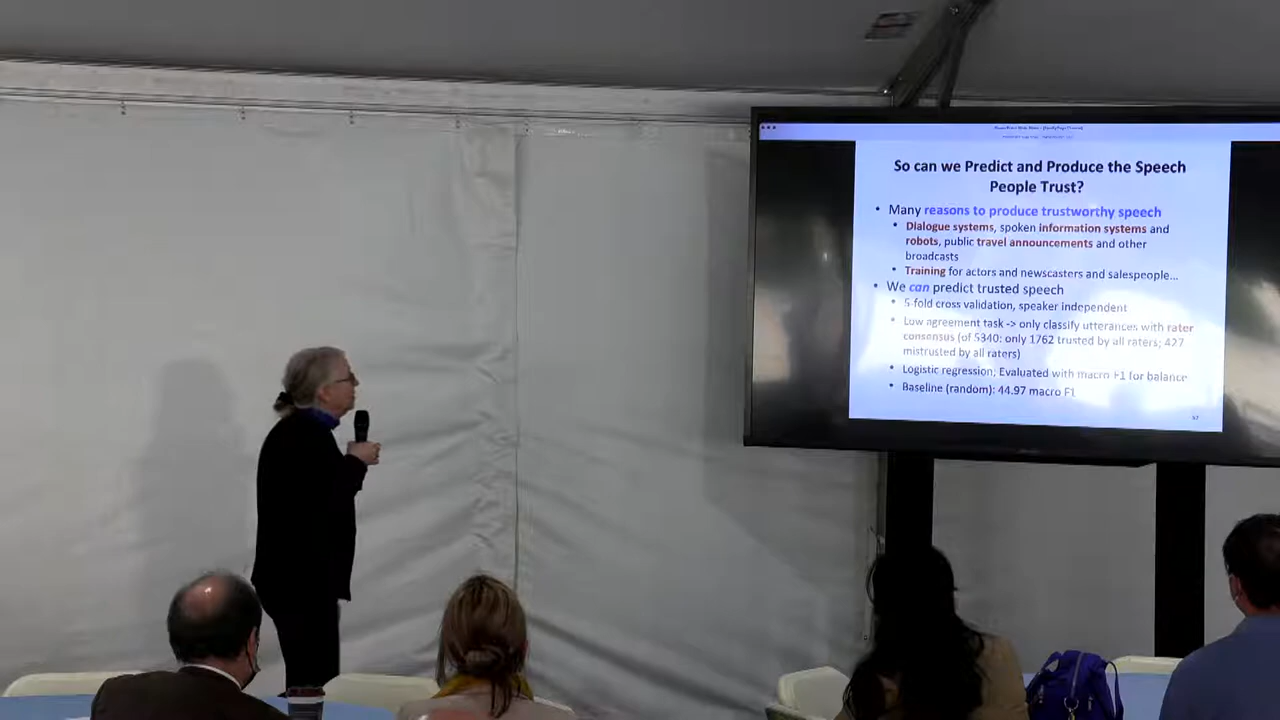 So can we Predict and Produce the Speech
People Trust?
• Many reasons to produce trustworthy speech
• Dialogue systems, spoken information systems and
robots, public travel announcements and other
broadcasts
• Training for actors and newscasters and salespeople...
• We can predict trusted speech
• 5-fold cross validation, speaker independent
• Low agreement task -> only classify utterances with rater
consensus (of 5340: only 1762 trusted by all raters; 427
mistrusted by all raters)
• Logistic regression; Evaluated with macro F1 for balance
• Baseline (random): 44.97 macro F1